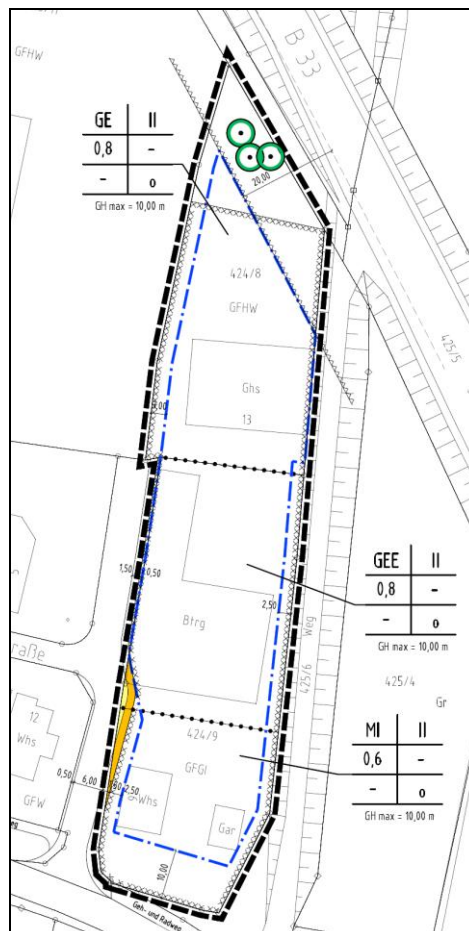 GFHW
B 33
GE II
0,8 -
- o
GH max = 10,00 m
20,00
425/5
424/8
GFHW
Ghs
13
3,00
1,50
0,50
GEE II
0,8 -
- o
GH max = 10,00 m
Btrg
2,50
Weg
425/6
425/4
Gr
raße
12
Whs
GFW
424/9
GFGI
MI II
0,6 -
- o
GH max = 10,00 m
0,50
6,00
2,50
Whs
Gar
10,00
Geh- und Radweg